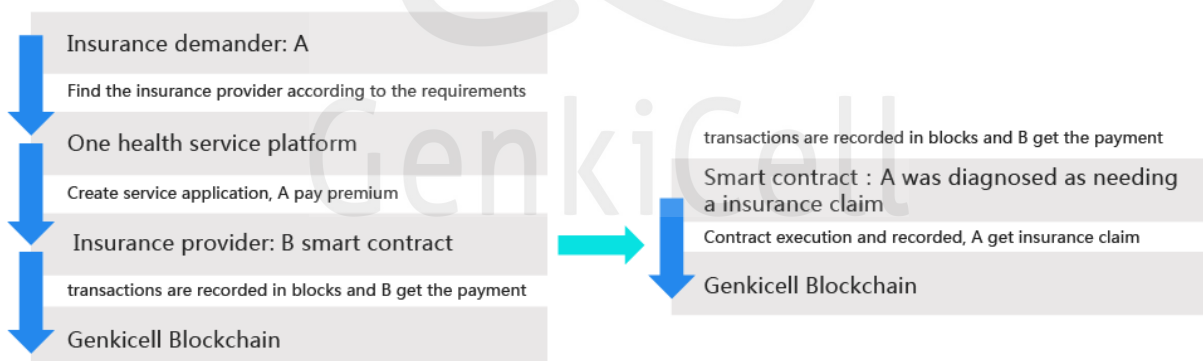 Insurance demander: A
Find the insurance provider according to the requirements
One health service platform
Create service application, A pay premium
Insurance provider: B smart contract
transactions are recorded in blocks and B get the payment
Genkicell Blockchain
transactions are recorded in blocks and B get the payment
Smart contract : A was diagnosed as needing
a insurance claim
Contract execution and recorded, A get insurance claim
Genkicell Blockchain
GenkiCell